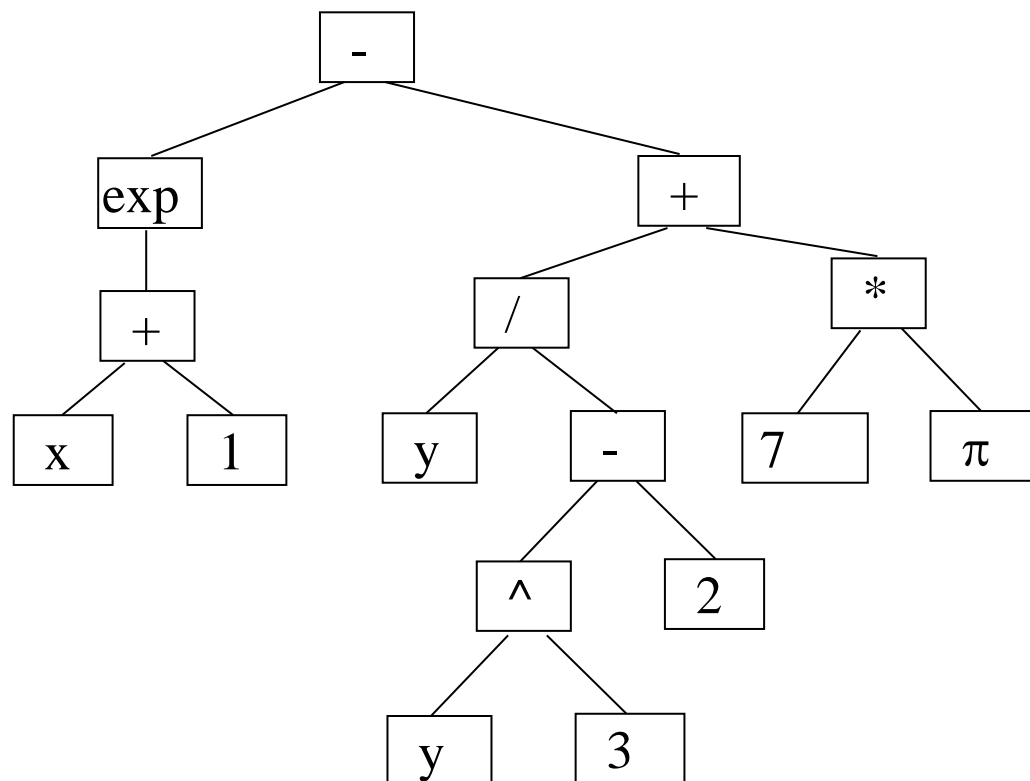 -
exp +
/ *
+
x 1 y - 7 π
^ 2
y 3